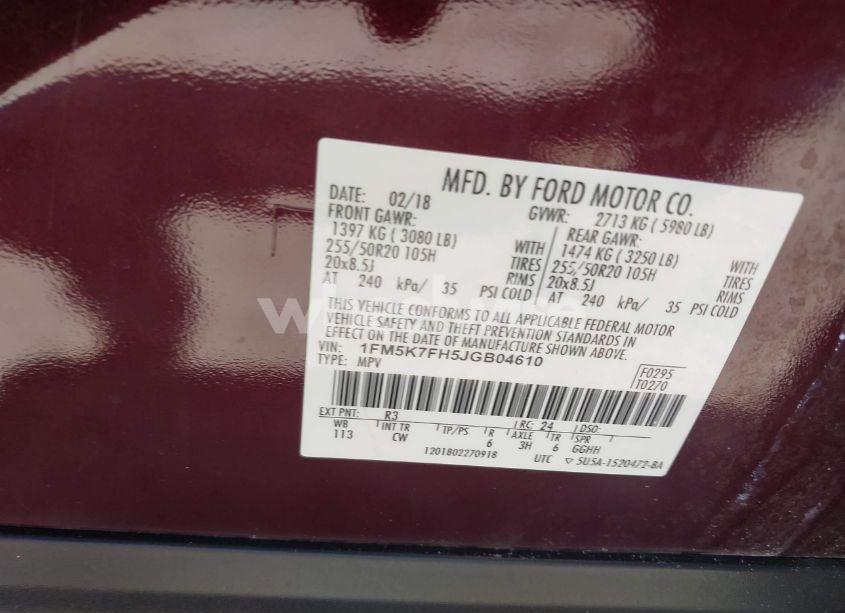 MFD. BY FORD MOTOR CO.
DATE: 02/18 GVWR: 2713 KG ( 5980 LB)
FRONT GAWR: REAR GAWR:
1397 KG ( 3080 LB) WITH 1474 KG ( 3250 LB) WITH
255/50R20 105H TIRES 255/50R20 105H TIRES
20x8.5J RIMS 20x8.5J RIMS
AT 240 kPa/ 35 PSI COLD AT 240 kPa/ 35 PSI COLD
THIS VEHICLE CONFORMS TO ALL APPLICABLE FEDERAL MOTOR
VEHICLE SAFETY AND THEFT PREVENTION STANDARDS IN
EFFECT ON THE DATE OF MANUFACTURE SHOWN ABOVE.
VIN: 1FM5K7FH5JGB04610
TYPE: MPV
F0295
T0270
EXT PNT: R3 RC: 24 DSO:
WB INT TR TP/PS R AXLE TR SPR
113 CW 6 3H 6 GGHH
1201802270918 UTC ▽ 5U5A-1520472-BA